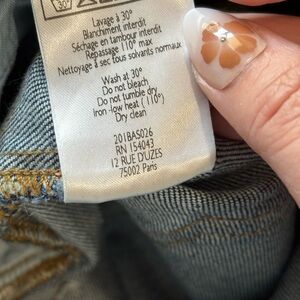 30°
Lavage à 30°
Blanchiment interdit
Séchage en tambour interdit
Repassage 110° max
Nettoyage à sec tous solvants normaux
Wash at 30°
Do not bleach
Do not tumble dry
Iron -low heat ( 110°)
Dry clean
201BAS026
RN 154043
12 RUE D'UZES
75002 Paris